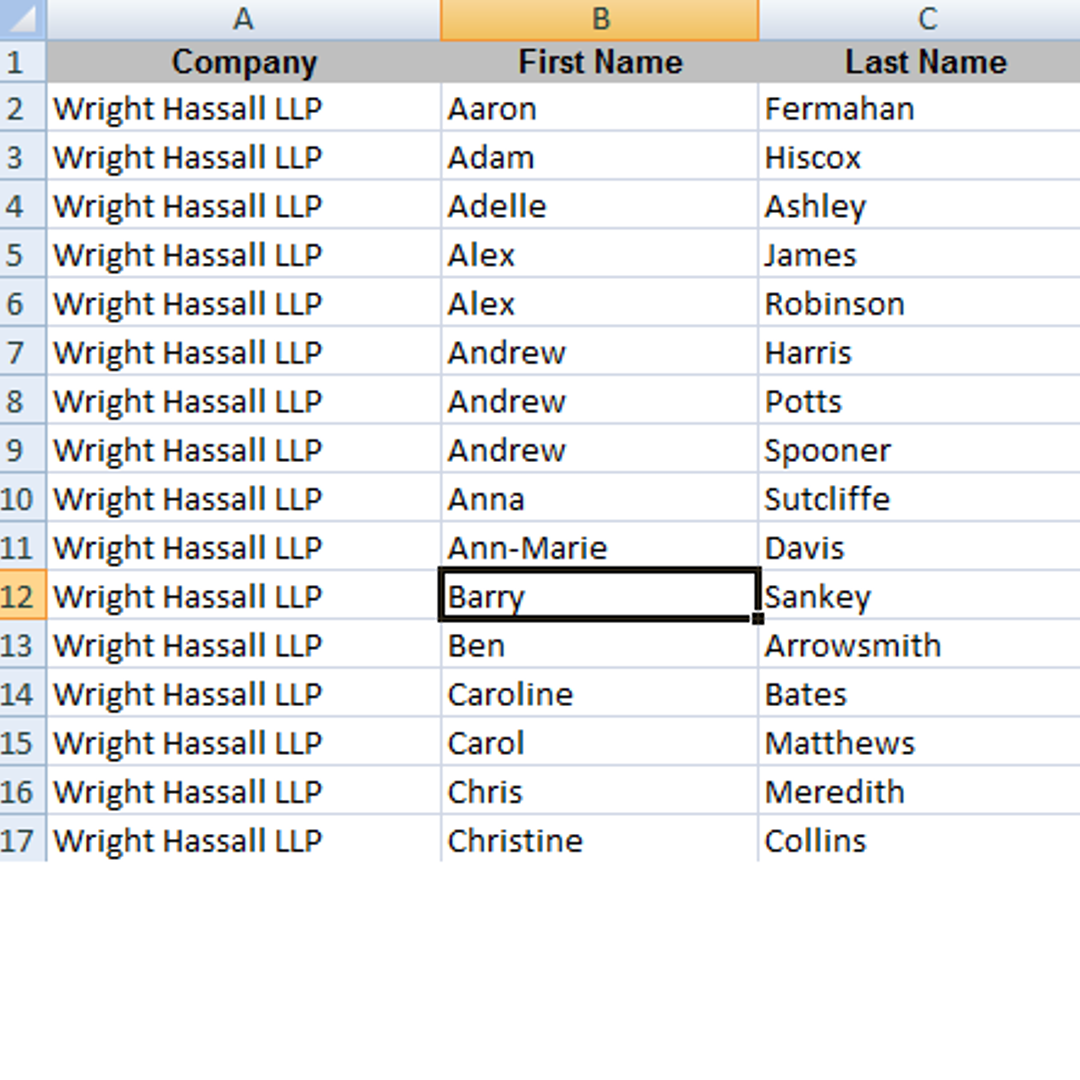 A B C
1 Company First Name Last Name
2 Wright Hassall LLP Aaron Fermahan
3 Wright Hassall LLP Adam Hiscox
4 Wright Hassall LLP Adelle Ashley
5 Wright Hassall LLP Alex James
6 Wright Hassall LLP Alex Robinson
7 Wright Hassall LLP Andrew Harris
8 Wright Hassall LLP Andrew Potts
9 Wright Hassall LLP Andrew Spooner
10 Wright Hassall LLP Anna Sutcliffe
11 Wright Hassall LLP Ann-Marie Davis
12 Wright Hassall LLP Barry Sankey
13 Wright Hassall LLP Ben Arrowsmith
14 Wright Hassall LLP Caroline Bates
15 Wright Hassall LLP Carol Matthews
16 Wright Hassall LLP Chris Meredith
17 Wright Hassall LLP Christine Collins